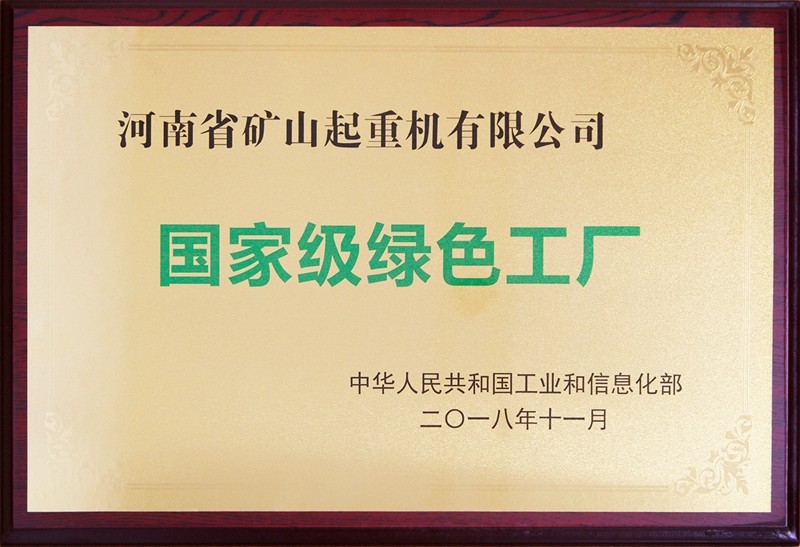 河南省矿山起重机有限公司
国家级绿色工厂
中华人民共和国工业和信息化部
二〇一八年十一月